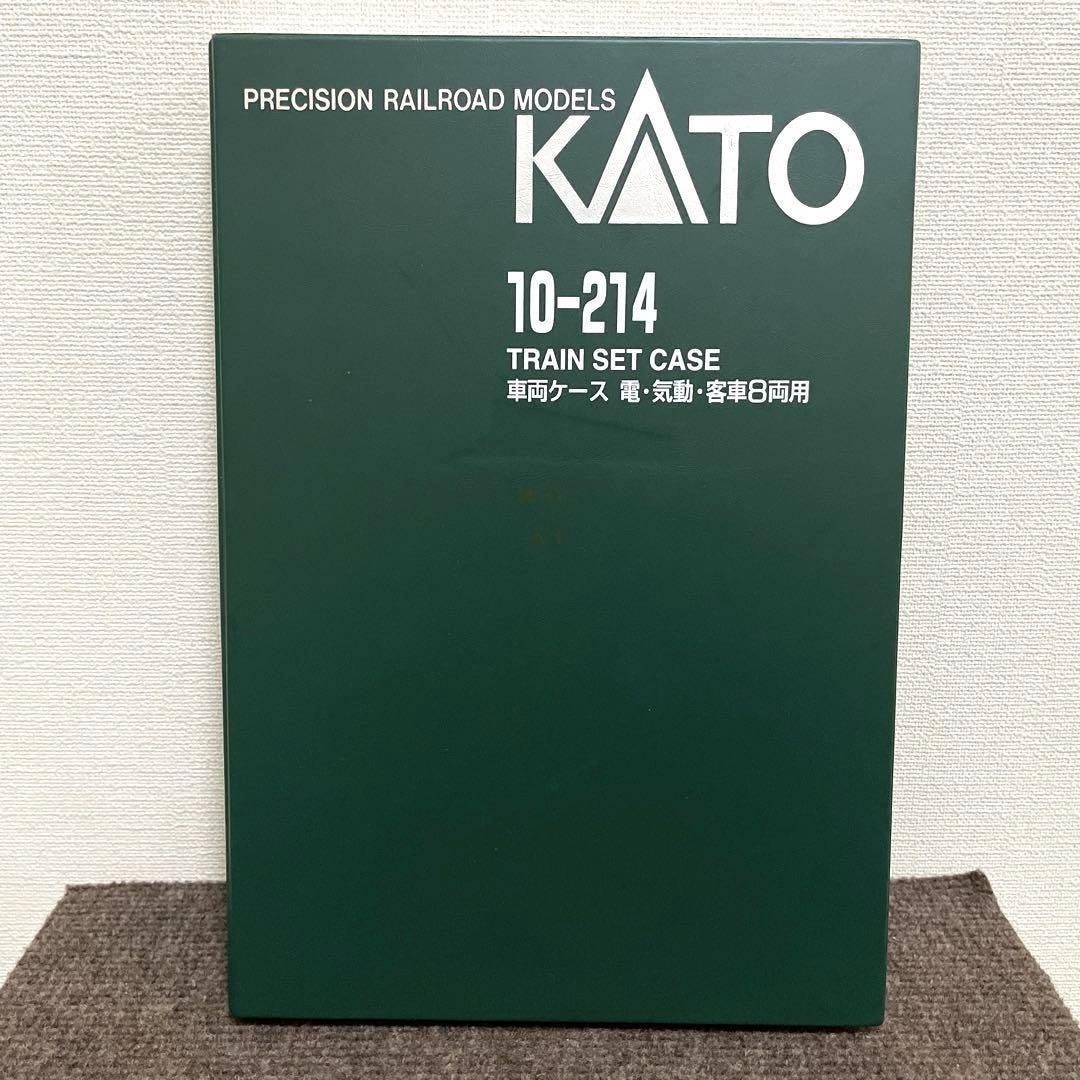 PRECISION RAILROAD MODELS
KATO
10-214
TRAIN SET CASE
車両ケース 電・気動・客車8両用